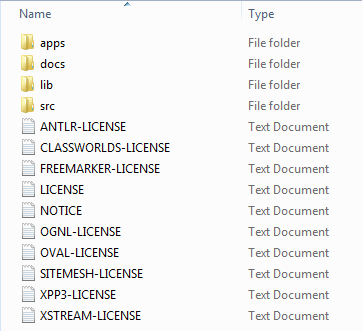 Name Type
apps File folder
docs File folder
lib File folder
src File folder
ANTLR-LICENSE Text Document
CLASSWORLDS-LICENSE Text Document
FREEMARKER-LICENSE Text Document
LICENSE Text Document
NOTICE Text Document
OGNL-LICENSE Text Document
OVAL-LICENSE Text Document
SITEMESH-LICENSE Text Document
XPP3-LICENSE Text Document
XSTREAM-LICENSE Text Document